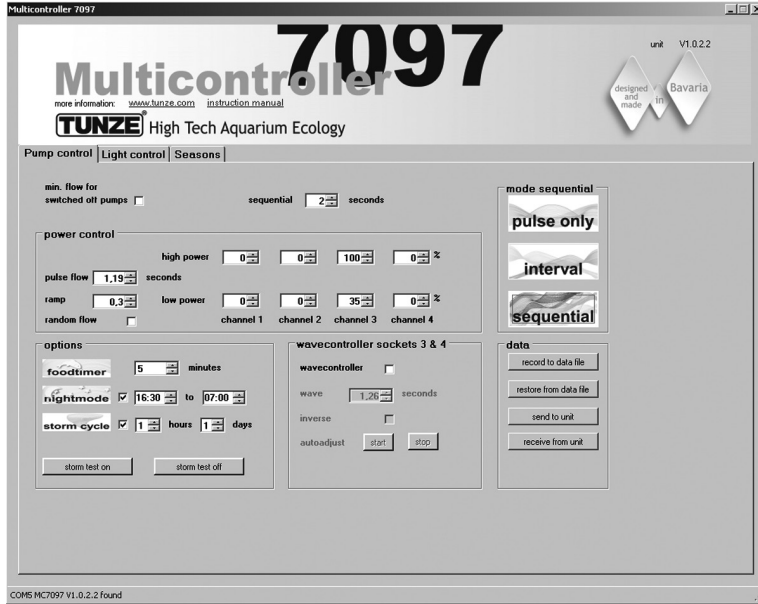 Multicontroller 7097
7097
Multicontroller
unit V1.0.2.2
more information: www.tunze.com instruction manual
TUNZE High Tech Aquarium Ecology
designed and made
in
Bavaria
Pump control Light control Seasons
min. flow for
switched off pumps
sequential 2 seconds
power control
high power 0 0 100 0 %
pulse flow 1,19 seconds
ramp 0,3
low power 0 0 35 0 %
random flow
channel 1 channel 2 channel 3 channel 4
mode sequential
pulse only
interval
sequential
options
foodtimer 5 minutes
nightmode 16:30 to 07:00
storm cycle 1 hours 1 days
storm test on storm test off
wavecontroller sockets 3 & 4
wavecontroller
wave 1,26 seconds
inverse
autoadjust start stop
data
record to data file
restore from data file
send to unit
receive from unit
COM5 MC7097 V1.0.2.2 found